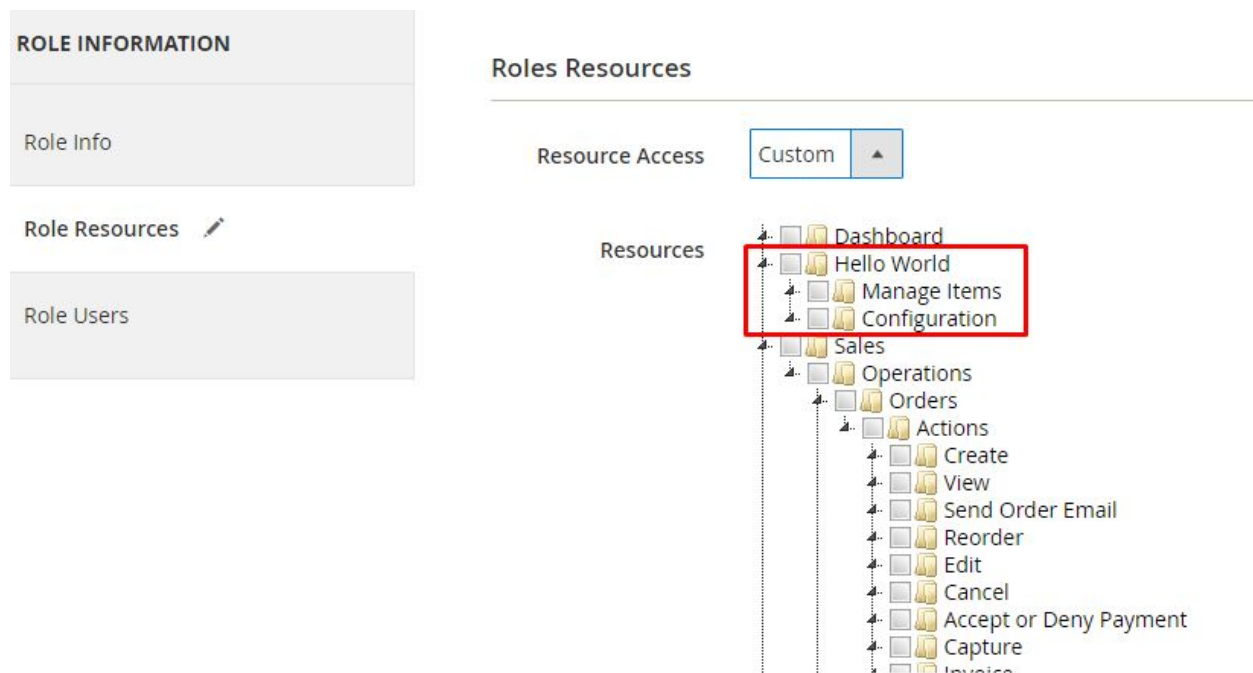 ROLE INFORMATION
Role Info
Role Resources
Role Users
Roles Resources
Resource Access
Custom
Resources
Dashboard
Hello World
Manage Items
Configuration
Sales
Operations
Orders
Actions
Create
View
Send Order Email
Reorder
Edit
Cancel
Accept or Deny Payment
Capture
Invoice